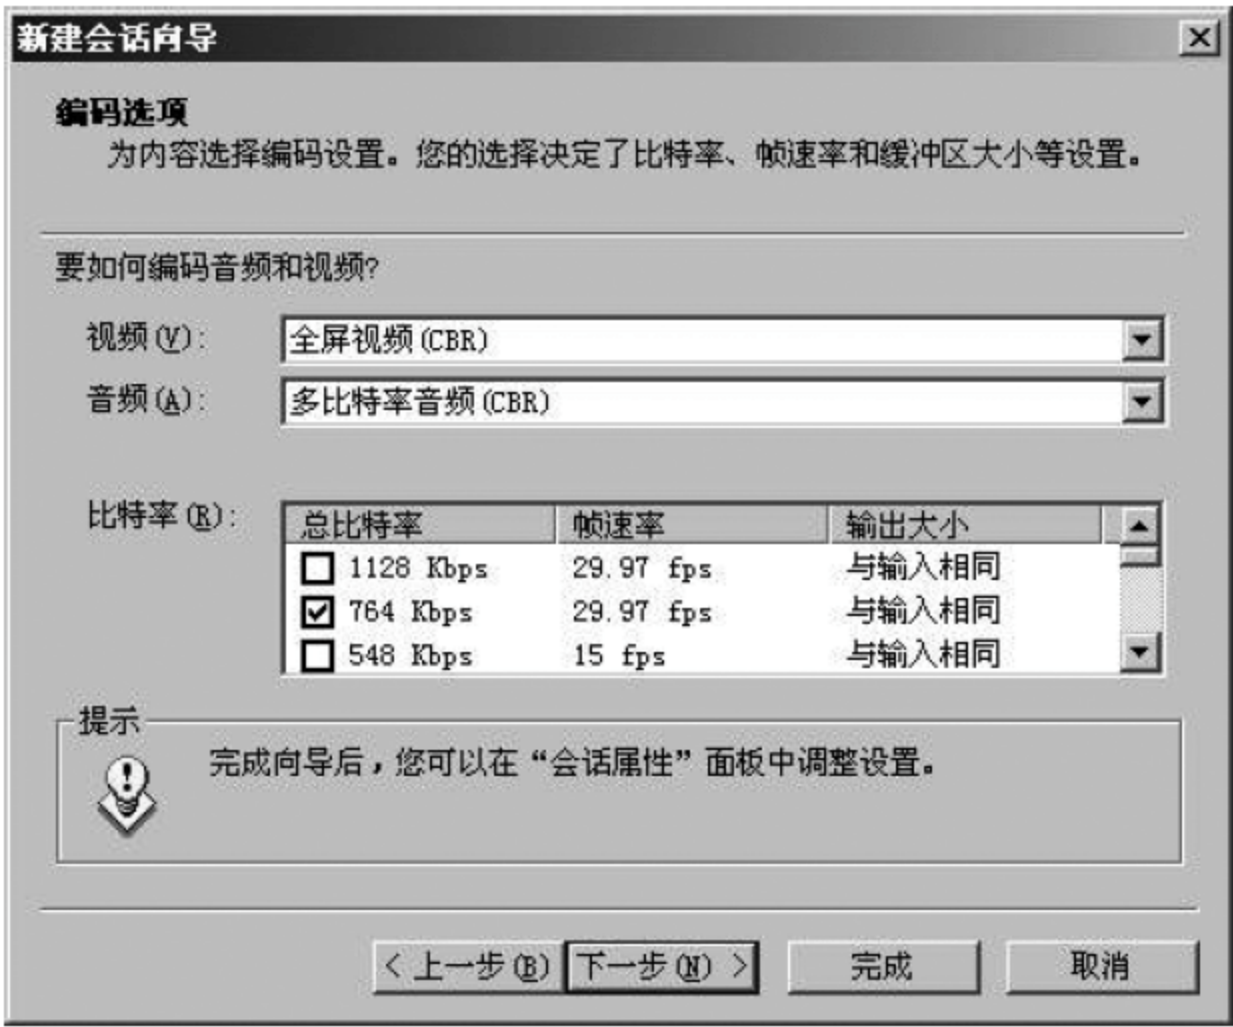 新建会话向导
编码选项
为内容选择编码设置。您的选择决定了比特率、帧速率和缓冲区大小等设置。
要如何编码音频和视频?
视频(V): 全屏视频(CBR)
音频(A): 多比特率音频(CBR)
比特率(R): 总比特率 帧速率 输出大小
1128 Kbps 29.97 fps 与输入相同
764 Kbps 29.97 fps 与输入相同
548 Kbps 15 fps 与输入相同
提示
完成向导后,您可以在“会话属性”面板中调整设置。
<上一步(B) 下一步(N)> 完成 取消